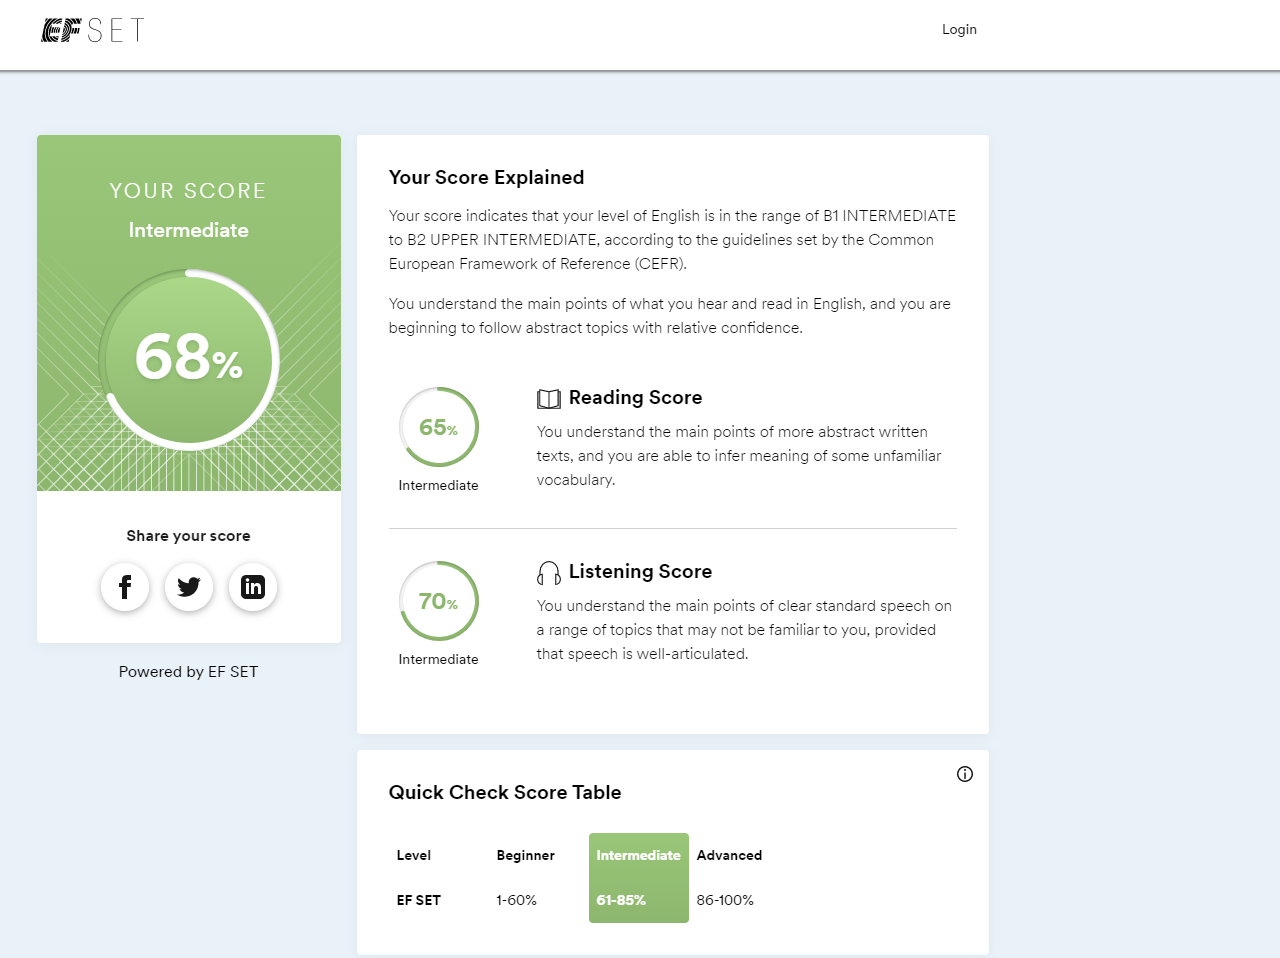 EF SET
Login
YOUR SCORE
Intermediate
68%
Share your score
Powered by EF SET
Your Score Explained
Your score indicates that your level of English is in the range of B1 INTERMEDIATE
to B2 UPPER INTERMEDIATE, according to the guidelines set by the Common
European Framework of Reference (CEFR).
You understand the main points of what you hear and read in English, and you are
beginning to follow abstract topics with relative confidence.
65%
Intermediate
Reading Score
You understand the main points of more abstract written
texts, and you are able to infer meaning of some unfamiliar
vocabulary.
70%
Intermediate
Listening Score
You understand the main points of clear standard speech on
a range of topics that may not be familiar to you, provided
that speech is well-articulated.
Quick Check Score Table
Level Beginner Intermediate Advanced
EF SET 1-60% 61-85% 86-100%